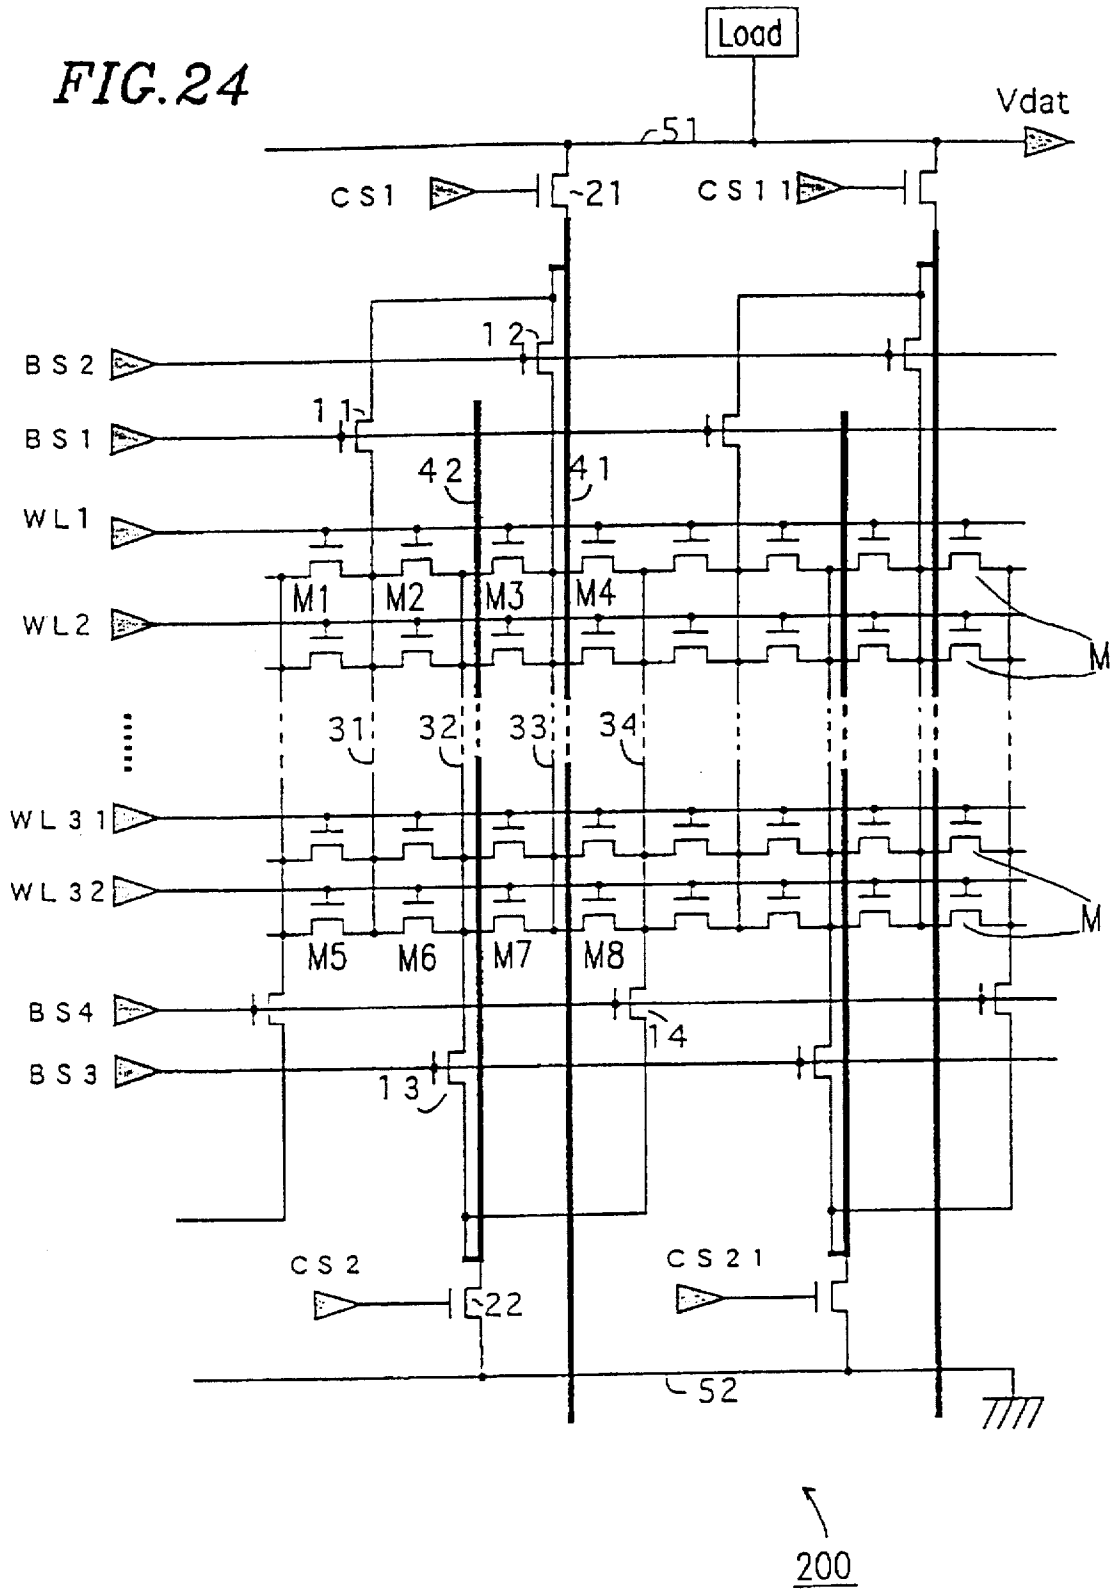 Load
FIG.24
Vdat
51
CS1
21
CS11
12
BS2
11
BS1
42
41
WL1
M1 M2 M3 M4
WL2
M
31 32 33 34
WL31
WL32
M
M5 M6 M7 M8
BS4
14
BS3
13
CS2
CS21
22
52
200